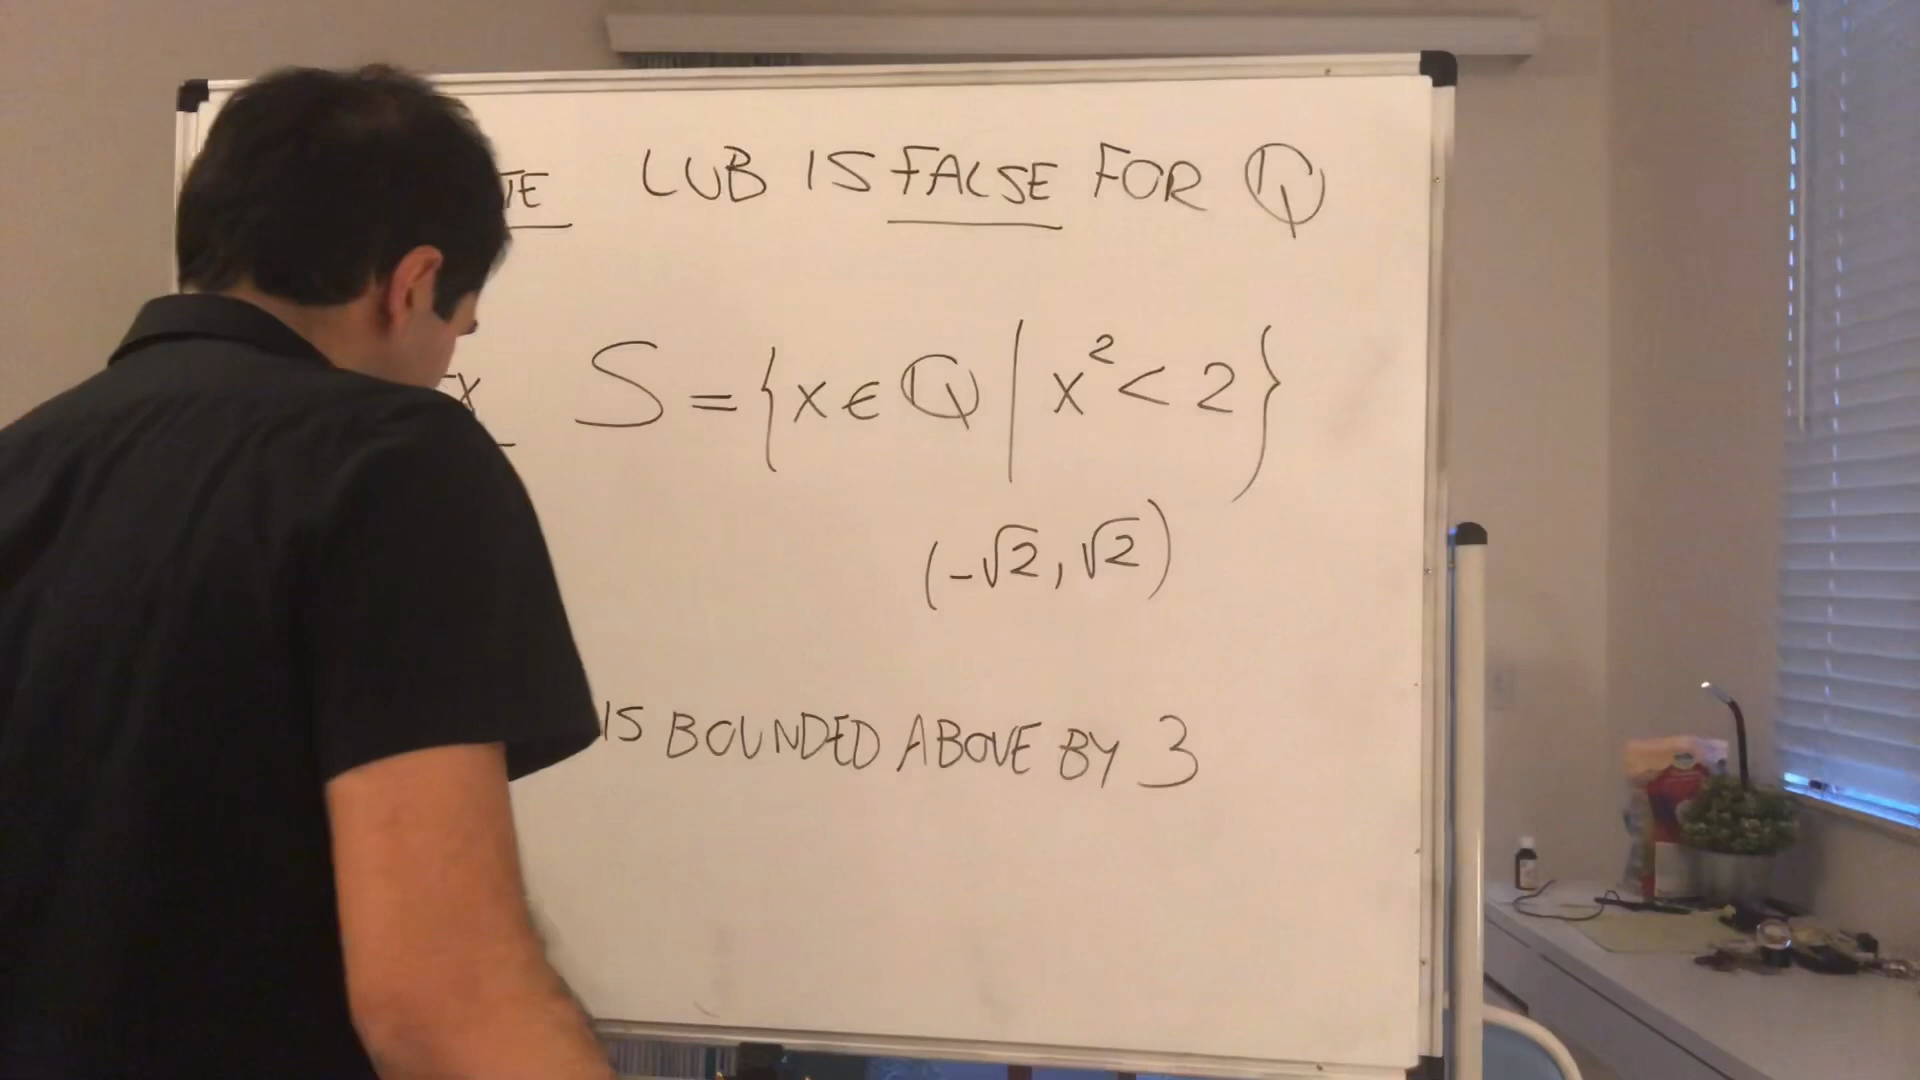 LUB IS FALSE FOR ℚ
S = {x ∈ ℚ | x² < 2}
(-√2, √2)
IS BOUNDED ABOVE BY 3